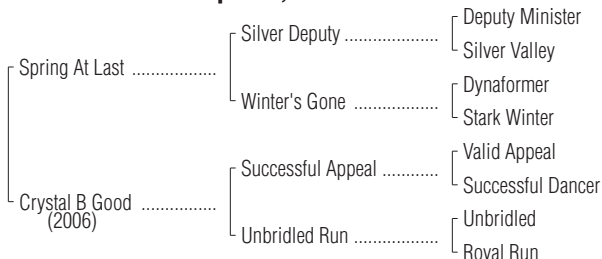 Deputy Minister
Silver Deputy ...................
Silver Valley
Spring At Last .................
Dynaformer
Winter's Gone .................
Stark Winter
Valid Appeal
Successful Appeal ............
Successful Dancer
Crystal B Good ...............
(2006)
Unbridled
Unbridled Run .................
Royal Run